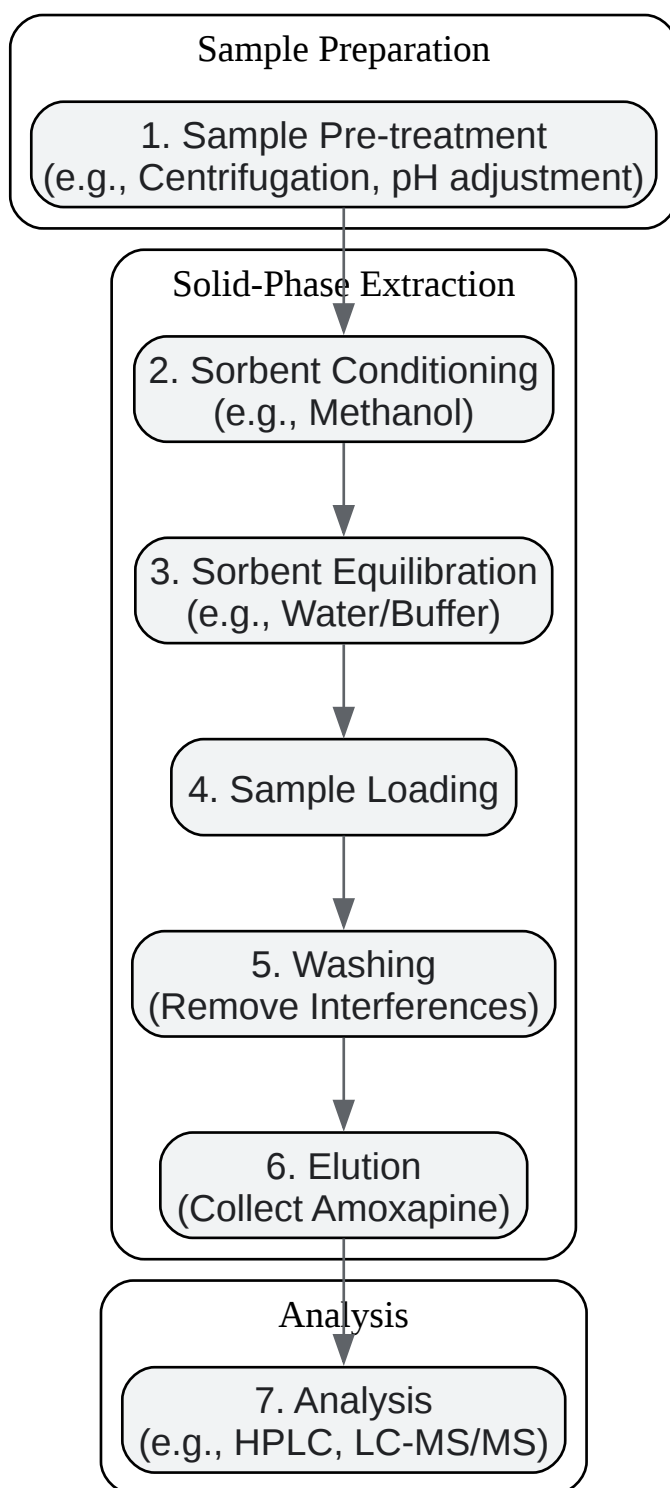 Sample Preparation
1. Sample Pre-treatment
(e.g., Centrifugation, pH adjustment)
Solid-Phase Extraction
2. Sorbent Conditioning
(e.g., Methanol)
3. Sorbent Equilibration
(e.g., Water/Buffer)
4. Sample Loading
5. Washing
(Remove Interferences)
6. Elution
(Collect Amoxapine)
Analysis
7. Analysis
(e.g., HPLC, LC-MS/MS)